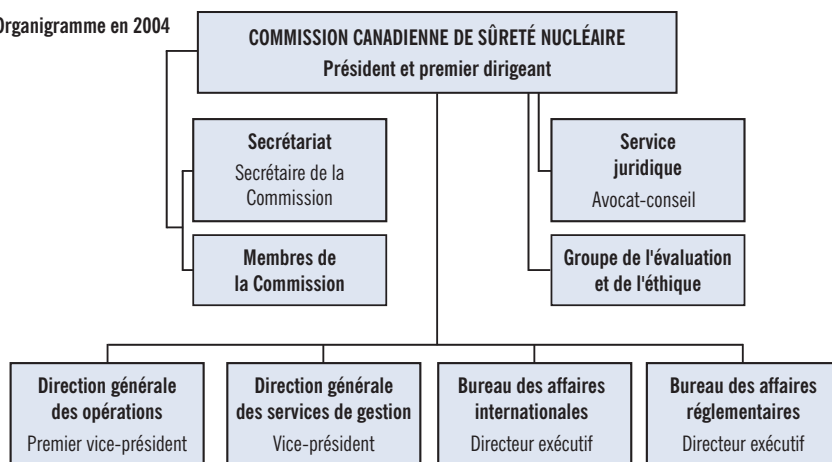 Organigramme en 2004
COMMISSION CANADIENNE DE SÛRETÉ NUCLÉAIRE
Président et premier dirigeant
Secrétariat
Secrétaire de la
Commission
Service
juridique
Avocat-conseil
Membres de
la Commission
Groupe de l'évaluation
et de l'éthique
Direction générale
des opérations
Premier vice-président
Direction générale
des services de gestion
Vice-président
Bureau des affaires
internationales
Directeur exécutif
Bureau des affaires
réglementaires
Directeur exécutif